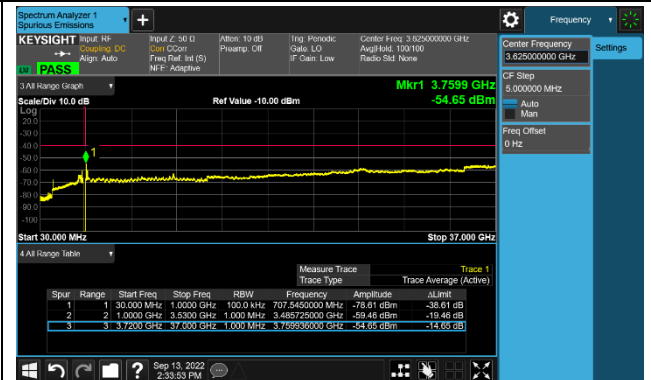 Spectrum Analyzer 1
Spurious Emissions
Frequency
KEYSIGHT
Input: RF
Coupling: DC
Align: Auto
Input Z: 50 Ω
Corr CCorr
Freq Ref: Int (S)
NFE: Adaptive
Atten: 10 dB
Preamp: Off
Trig: Periodic
Gate: LO
IF Gain: Low
Center Freq: 3.625000000 GHz
Avg|Hold: 100/100
Radio Std: None
PASS
Center Frequency
3.625000000 GHz
Settings
CF Step
5.000000 MHz
Auto
Man
Freq Offset
0 Hz
3 All Range Graph
Mkr1 3.7599 GHz
Scale/Div 10.0 dB
Ref Value -10.00 dBm
-54.65 dBm
Log
-20.0
-30.0
-40.0
-50.0
-60.0
-70.0
-80.0
-90.0
-100
1
Start 30.000 MHz
Stop 37.000 GHz
4 All Range Table
Measure Trace Trace 1
Trace Type Trace Average (Active)
Spur Range Start Freq Stop Freq RBW Frequency Amplitude ΔLimit
1 1 30.000 MHz 1.0000 GHz 100.0 kHz 707.5450000 MHz -78.61 dBm -38.61 dB
2 2 1.0000 GHz 3.5300 GHz 1.000 MHz 3.485725000 GHz -59.46 dBm -19.46 dB
3 3 3.7200 GHz 37.000 GHz 1.000 MHz 3.759936000 GHz -54.65 dBm -14.65 dB
Sep 13, 2022
2:33:53 PM